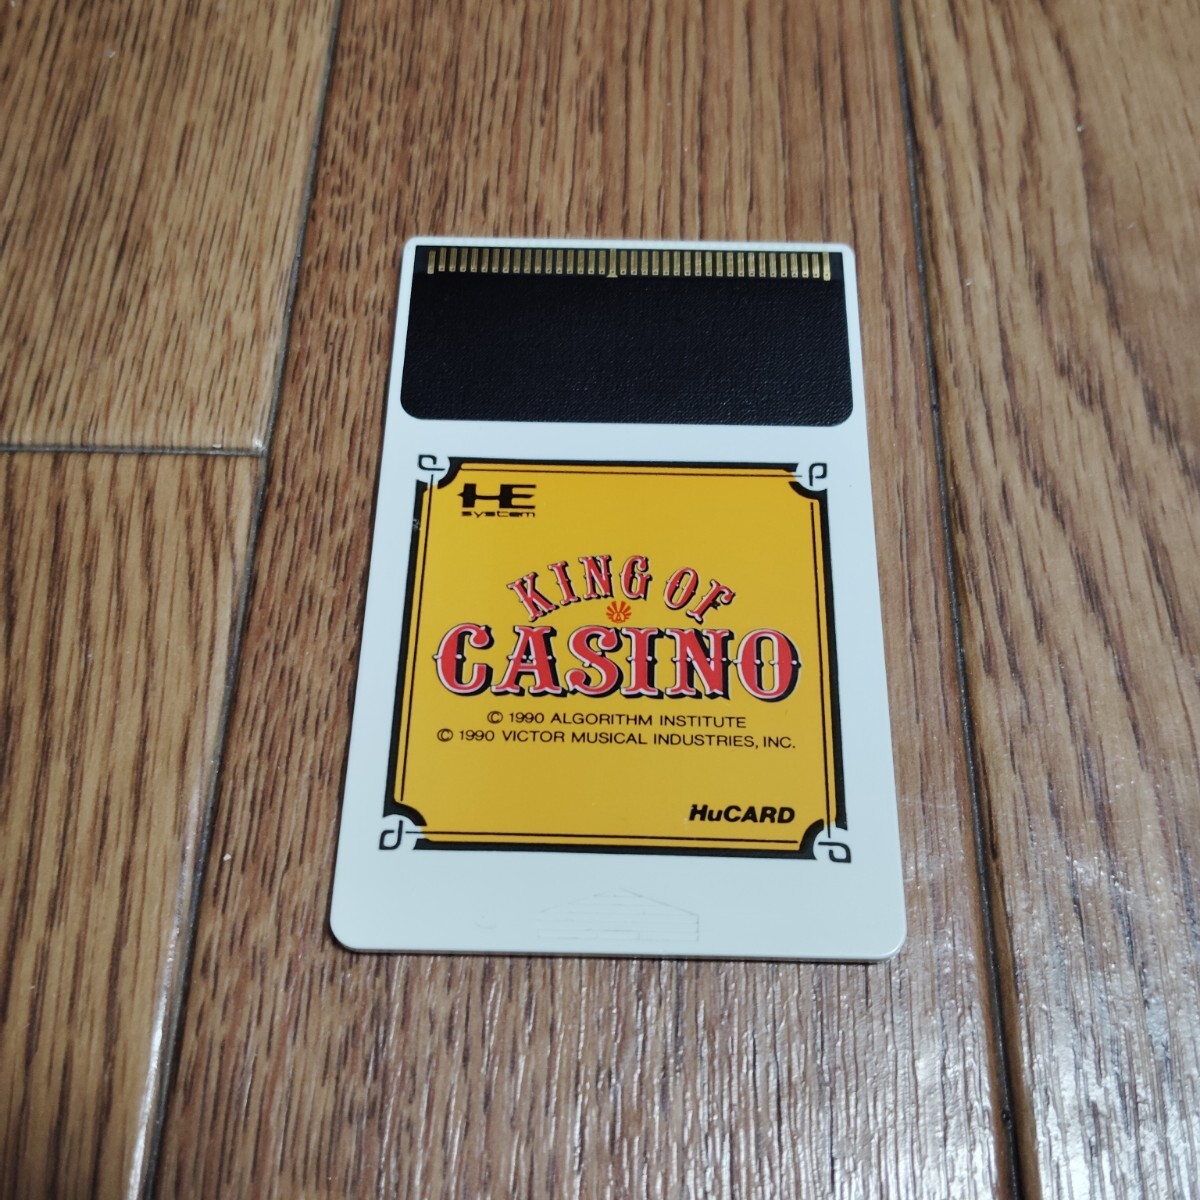 HE
system
KING OF
CASINO
© 1990 ALGORITHM INSTITUTE
© 1990 VICTOR MUSICAL INDUSTRIES, INC.
HuCARD